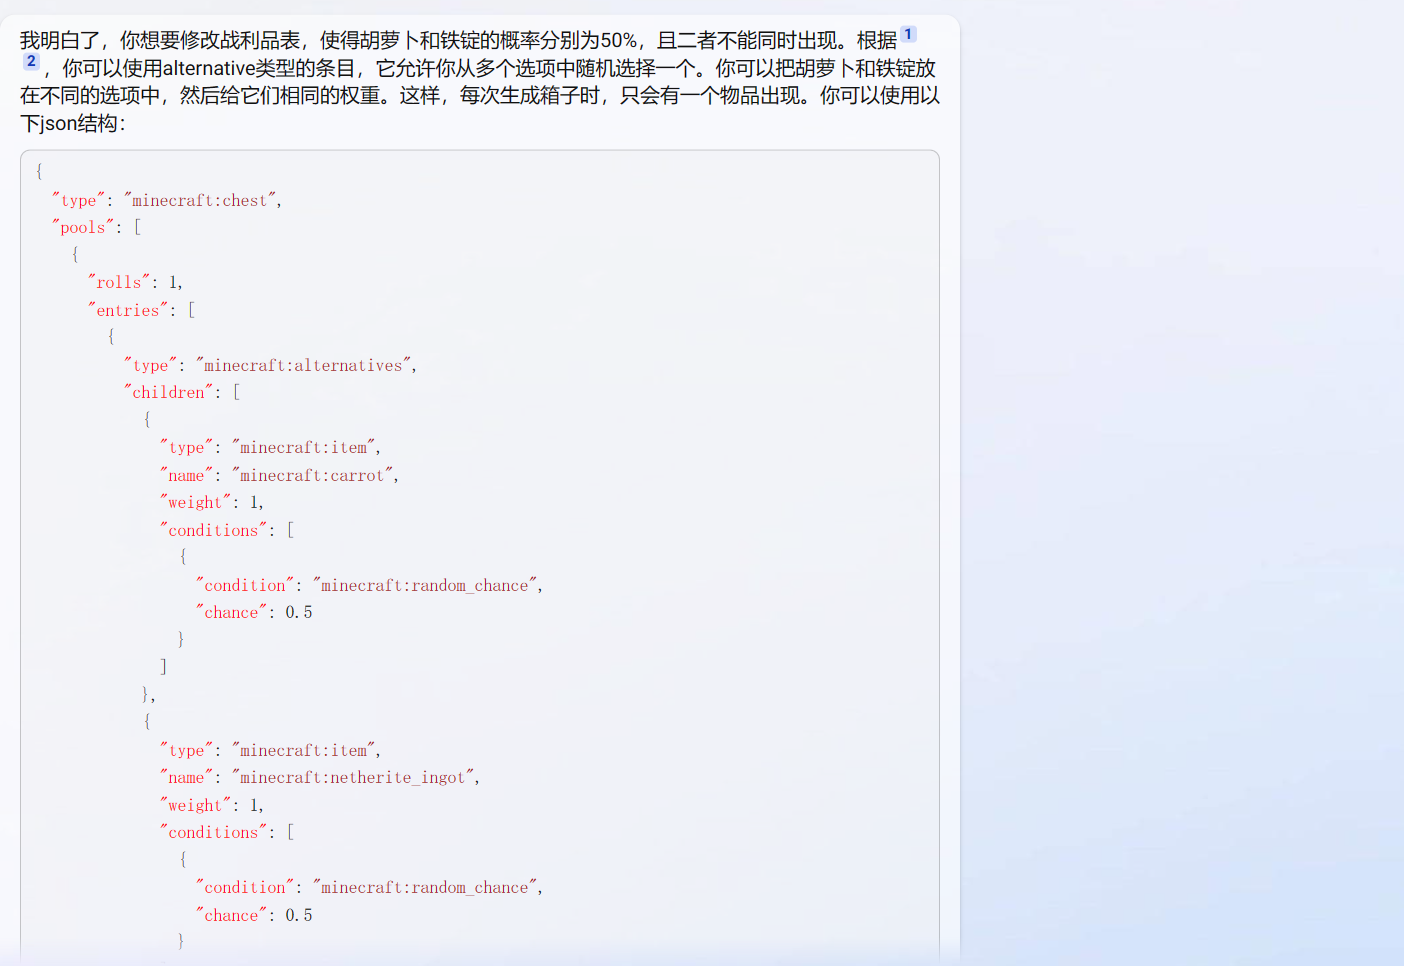 我明白了，你想要修改战利品表，使得胡萝卜和铁锭的概率分别为50%，且二者不能同时出现。根据 1
2 ，你可以使用alternative类型的条目，它允许你从多个选项中随机选择一个。你可以把胡萝卜和铁锭放
在不同的选项中，然后给它们相同的权重。这样，每次生成箱子时，只会有一个物品出现。你可以使用以
下json结构：
{
"type": "minecraft:chest",
"pools": [
{
"rolls": 1,
"entries": [
{
"type": "minecraft:alternatives",
"children": [
{
"type": "minecraft:item",
"name": "minecraft:carrot",
"weight": 1,
"conditions": [
{
"condition": "minecraft:random_chance",
"chance": 0.5
}
]
},
{
"type": "minecraft:item",
"name": "minecraft:netherite_ingot",
"weight": 1,
"conditions": [
{
"condition": "minecraft:random_chance",
"chance": 0.5
}